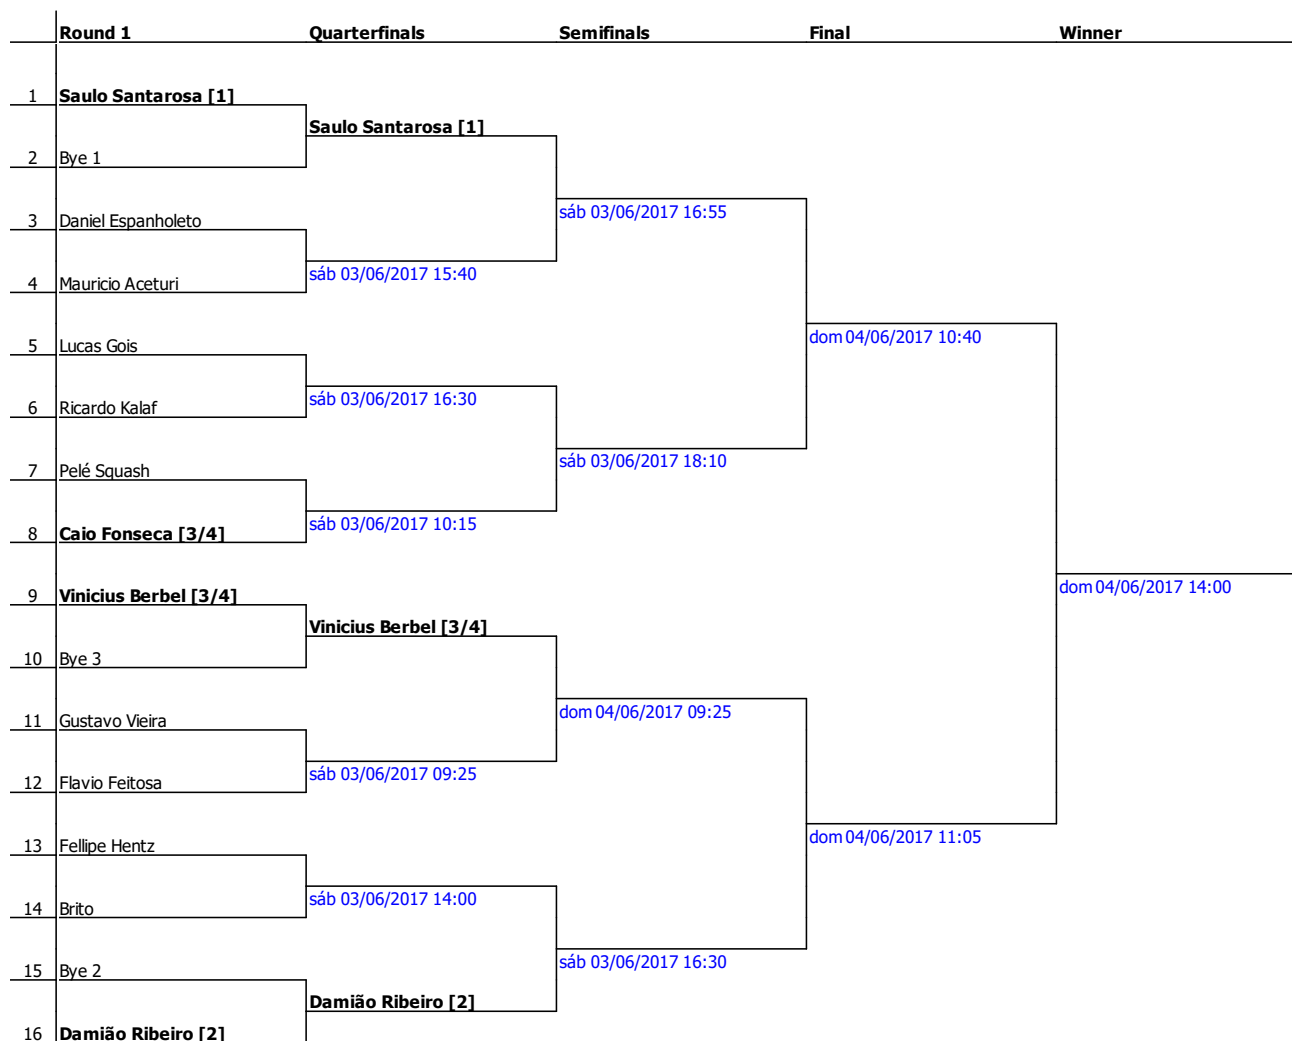 Round 1 Quarterfinals Semifinals Final Winner
1 Saulo Santarosa [1]
Saulo Santarosa [1]
2 Bye 1
sáb 03/06/2017 16:55
3 Daniel Espanholeto
sáb 03/06/2017 15:40
4 Mauricio Aceturi
dom 04/06/2017 10:40
5 Lucas Gois
sáb 03/06/2017 16:30
6 Ricardo Kalaf
sáb 03/06/2017 18:10
7 Pelé Squash
sáb 03/06/2017 10:15
8 Caio Fonseca [3/4]
dom 04/06/2017 14:00
9 Vinicius Berbel [3/4]
Vinicius Berbel [3/4]
10 Bye 3
dom 04/06/2017 09:25
11 Gustavo Vieira
sáb 03/06/2017 09:25
12 Flavio Feitosa
dom 04/06/2017 11:05
13 Fellipe Hentz
sáb 03/06/2017 14:00
14 Brito
sáb 03/06/2017 16:30
15 Bye 2
Damião Ribeiro [2]
16 Damião Ribeiro [2]